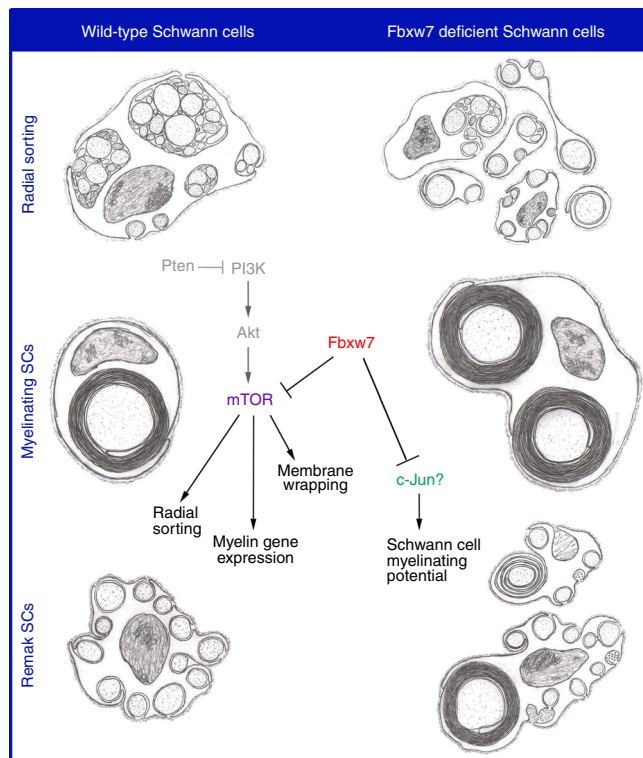 Wild-type Schwann cells
Fbxw7 deficient Schwann cells
Radial sorting
Pten
PI3K
Akt
Fbxw7
mTOR
Myelinating SCs
Membrane
wrapping
c-Jun?
Radial
sorting
Myelin gene
expression
Schwann cell
myelinating
potential
Remak SCs